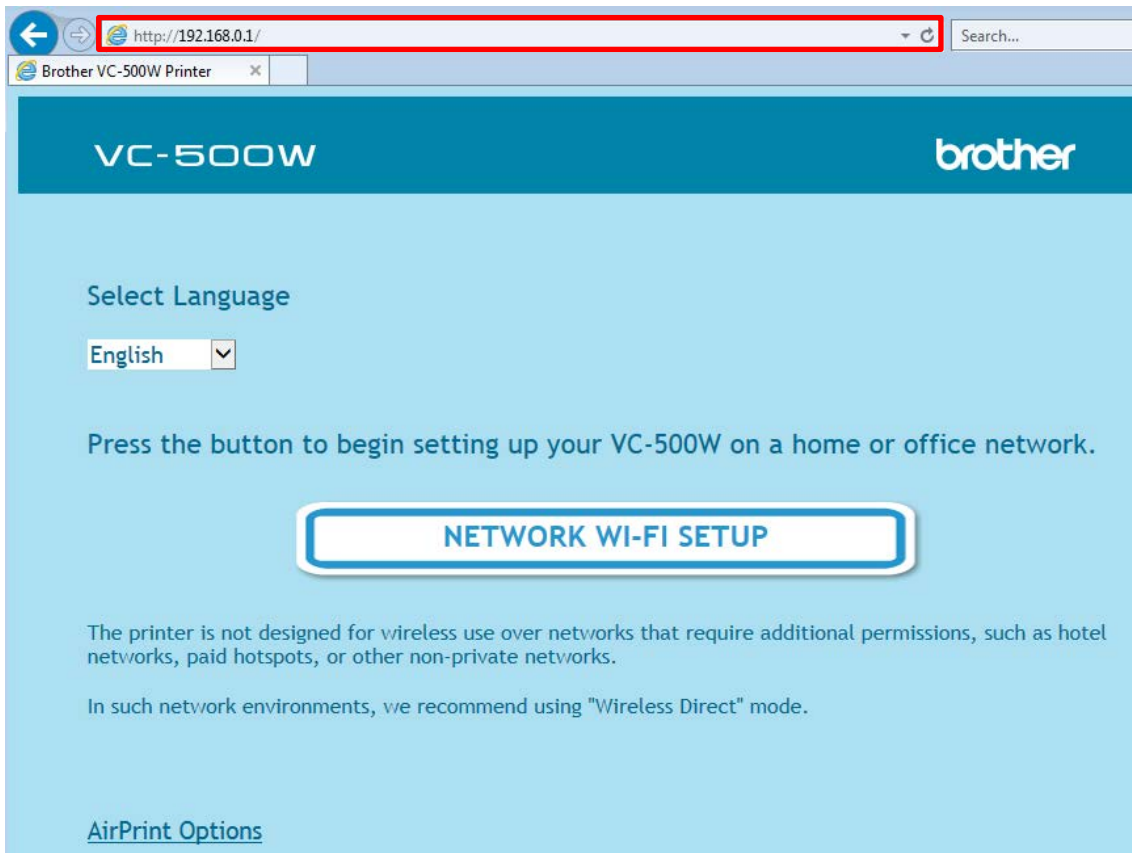 http://192.168.0.1/
Search...
Brother VC-500W Printer
VC-500W
brother
Select Language
English
Press the button to begin setting up your VC-500W on a home or office network.
NETWORK WI-FI SETUP
The printer is not designed for wireless use over networks that require additional permissions, such as hotel
networks, paid hotspots, or other non-private networks.
In such network environments, we recommend using "Wireless Direct" mode.
AirPrint Options